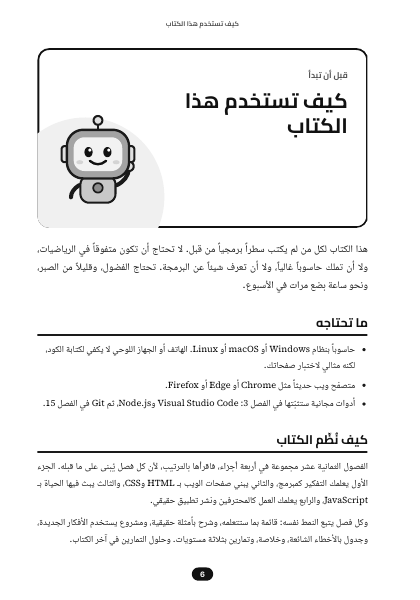 كيف تستخدم هذا الكتاب
قبل أن تبدأ
كيف تستخدم هذا
الكتاب
هذا الكتاب لكل من لم يكتب سطراً برمجياً من قبل. لا تحتاج أن تكون متفوقاً في الرياضيات،
ولا أن تملك حاسوباً غالياً، ولا أن تعرف شيئاً عن البرمجة. تحتاج الفضول، وقليلاً من الصبر،
ونحو ساعة بضع مرات في الأسبوع.
ما تحتاجه
• حاسوباً بنظام Windows أو macOS أو Linux. الهاتف أو الجهاز اللوحي لا يكفي لكتابة الكود،
لكنه مثالي لاختبار صفحاتك.
• متصفح ويب حديثاً مثل Chrome أو Edge أو Firefox.
• أدوات مجانية ستثبّتها في الفصل 3: Visual Studio Code وNode.js، ثم Git في الفصل 15.
كيف نُظِّم الكتاب
الفصول الثمانية عشر مجموعة في أربعة أجزاء، فاقرأها بالترتيب، لأن كل فصل يُبنى على ما قبله. الجزء
الأول يعلمك التفكير كمبرمج، والثاني يبني صفحات الويب بـ HTML وCSS، والثالث يبث فيها الحياة بـ
JavaScript، والرابع يعلمك العمل كالمحترفين ونشر تطبيق حقيقي.
وكل فصل يتبع النمط نفسه: قائمة بما ستتعلمه، وشرح بأمثلة حقيقية، ومشروع يستخدم الأفكار الجديدة،
وجدول بالأخطاء الشائعة، وخلاصة، وتمارين بثلاثة مستويات. وحلول التمارين في آخر الكتاب.
6